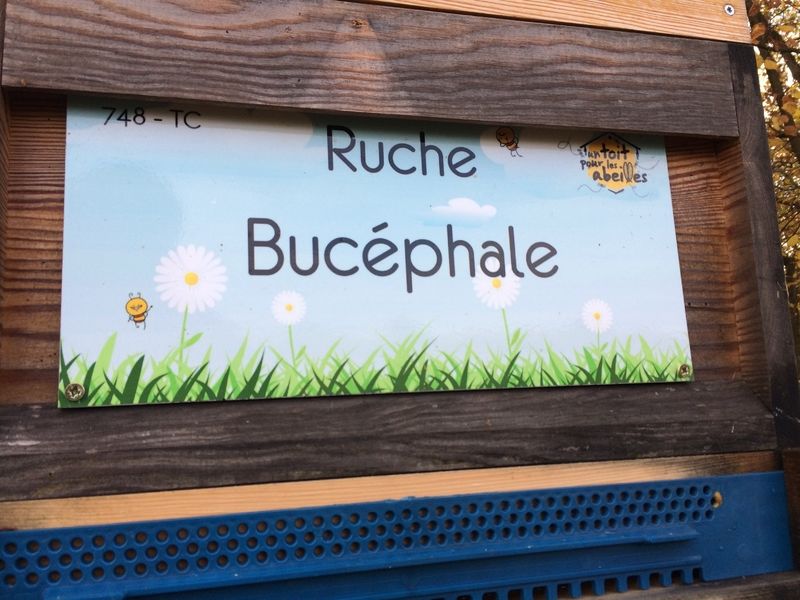 748 - TC
Ruche
un toit
pour les
abeilles
Bucéphale